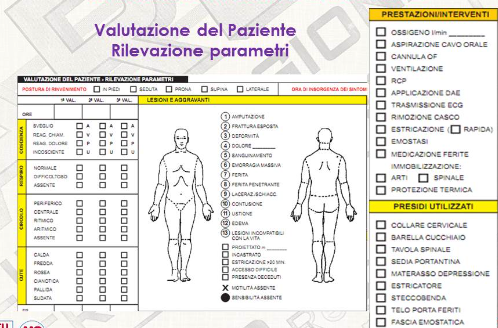 Valutazione del Paziente
Rilevazione parametri
VALUTAZIONE DEL PAZIENTE - RILEVAZIONE PARAMETRI
POSTURA DI RINVENIMENTO IN PIEDI SEDUTA PRONA SUPINA LATERALE ORA DI INSORGENZA DEI SINTOMI
1ª VAL. 2ª VAL. 3ª VAL. LESIONI E AGGRAVANTI
ORE
COSCIENZA
SVEGLIO A A A
REAG. CHIAM. V V V
REAG. DOLORE P P P
INCOSCIENTE U U U
RESPIRO
NORMALE
DIFFICOLTOSO
ASSENTE
CIRCOLO
PERIFERICO
CENTRALE
RITMICO
ARITMICO
ASSENTE
CUTE
CALDA
FREDDA
ROSEA
CIANOTICA
PALLIDA
SUDATA
1 AMPUTAZIONE
2 FRATTURA ESPOSTA
3 DEFORMITÀ
4 DOLORE
5 SANGUINAMENTO
6 EMORRAGIA MASSIVA
7 FERITA
8 FERITA PENETRANTE
9 LACERAZ./SCHIACC.
10 CONTUSIONE
11 USTIONE
12 EDEMA
13 LESIONI INCOMPATIBILI
CON LA VITA
PROIETTATO m
INCASTRATO
ESTRICAZIONE >20 MIN.
ACCESSO DIFFICILE
PRESENZA DECEDUTI
X MOTILITÀ ASSENTE
SENSIBILITÀ ASSENTE
PRESTAZIONI/INTERVENTI
OSSIGENO l/min
ASPIRAZIONE CAVO ORALE
CANNULA OF
VENTILAZIONE
RCP
APPLICAZIONE DAE
TRASMISSIONE ECG
RIMOZIONE CASCO
ESTRICAZIONE ( RAPIDA)
EMOSTASI
MEDICAZIONE FERITE
IMMOBILIZZAZIONE:
ARTI SPINALE
PROTEZIONE TERMICA
PRESIDI UTILIZZATI
COLLARE CERVICALE
BARELLA CUCCHIAIO
TAVOLA SPINALE
SEDIA PORTANTINA
MATERASSO DEPRESSIONE
ESTRICATORE
STECCOBENDA
TELO PORTA FERITI
FASCIA EMOSTATICA